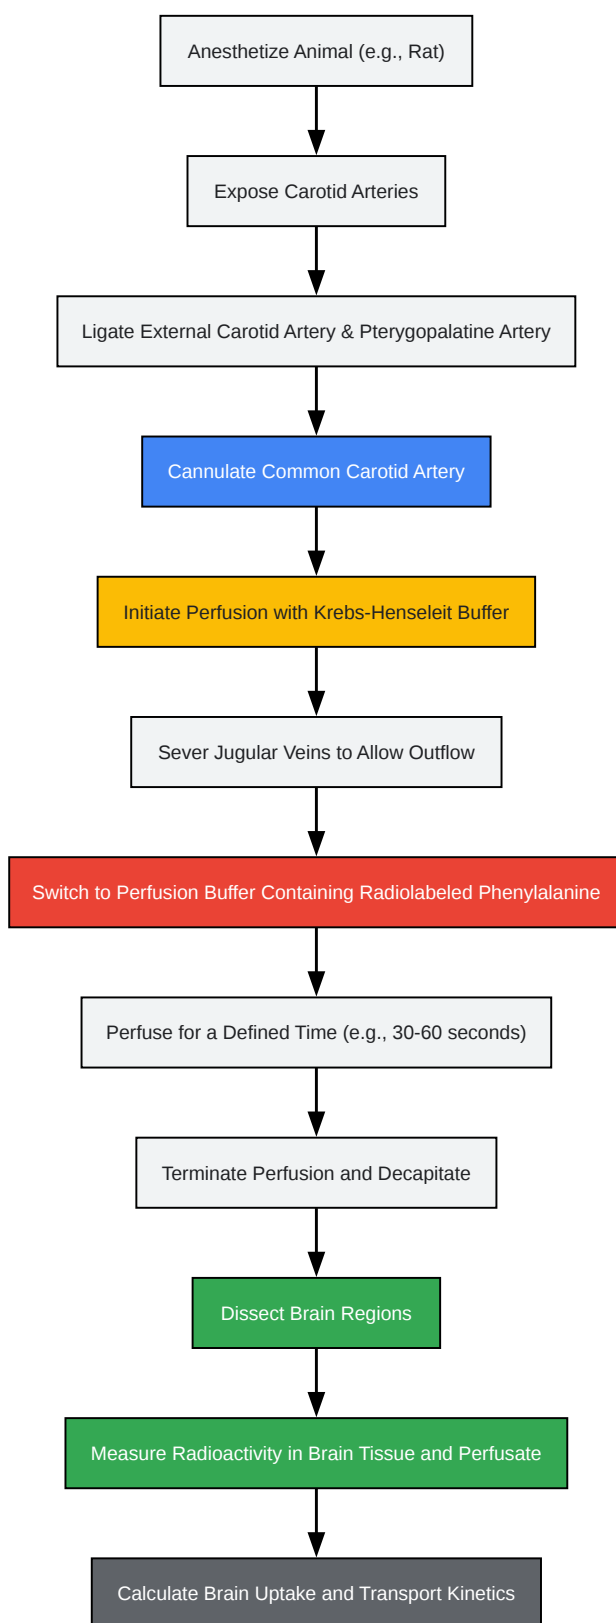 Anesthetize Animal (e.g., Rat)
Expose Carotid Arteries
Ligate External Carotid Artery & Pterygopalatine Artery
Cannulate Common Carotid Artery
Initiate Perfusion with Krebs-Henseleit Buffer
Sever Jugular Veins to Allow Outflow
Switch to Perfusion Buffer Containing Radiolabeled Phenylalanine
Perfuse for a Defined Time (e.g., 30-60 seconds)
Terminate Perfusion and Decapitate
Dissect Brain Regions
Measure Radioactivity in Brain Tissue and Perfusate
Calculate Brain Uptake and Transport Kinetics